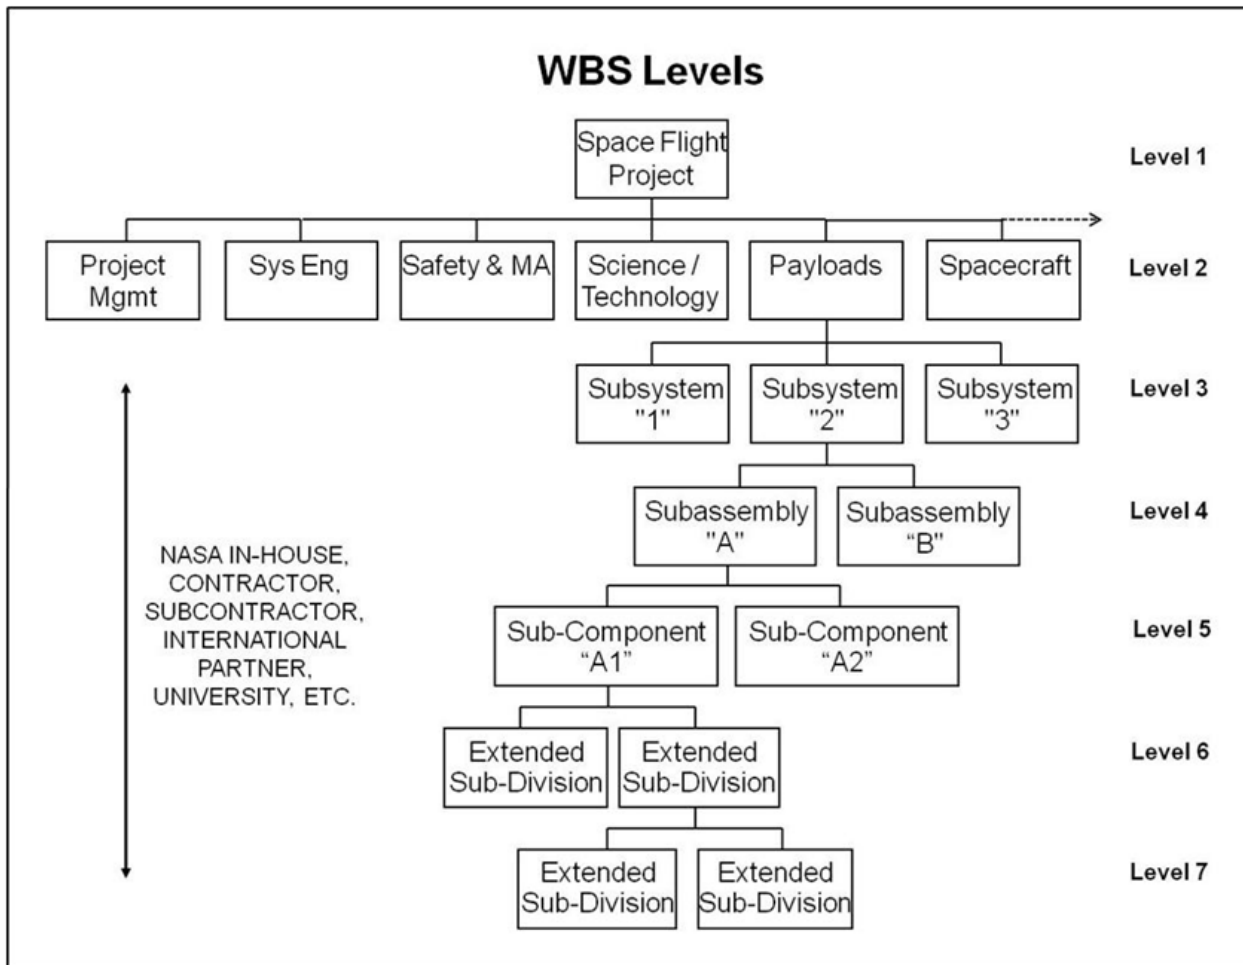 WBS Levels
Space Flight
Project
Level 1
Project
Mgmt
Sys Eng
Safety & MA
Science /
Technology
Payloads
Spacecraft
Level 2
Subsystem
"1"
Subsystem
"2"
Subsystem
"3"
Level 3
Subassembly
"A"
Subassembly
“B"
Level 4
NASA IN-HOUSE,
CONTRACTOR,
SUBCONTRACTOR,
INTERNATIONAL
PARTNER,
UNIVERSITY, ETC.
Sub-Component
“A1”
Sub-Component
“A2”
Level 5
Extended
Sub-Division
Extended
Sub-Division
Level 6
Extended
Sub-Division
Extended
Sub-Division
Level 7